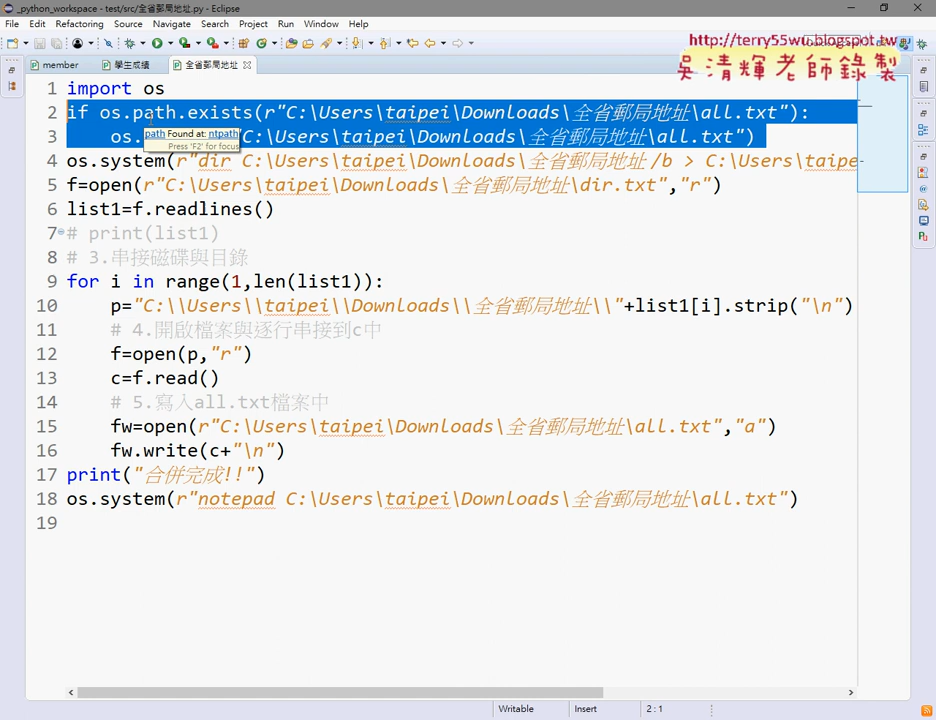 _python_workspace - test/src/全省郵局地址.py - Eclipse
File Edit Refactoring Source Navigate Search Project Run Window Help
http://terry55wu.blogspot.tw
吳清輝老師錄製
member 學生成績 全省郵局地址
1 import os
2 if os.path.exists(r"C:\Users\taipei\Downloads\全省郵局地址\all.txt"):
3 os. C:\Users\taipei\Downloads\全省郵局地址\all.txt")
path Found at: ntpath
Press 'F2' for focus
4 os.system(r"dir C:\Users\taipei\Downloads\全省郵局地址 /b > C:\Users\taipe
5 f=open(r"C:\Users\taipei\Downloads\全省郵局地址\dir.txt","r")
6 list1=f.readlines()
7 # print(list1)
8 # 3.串接磁碟與目錄
9 for i in range(1,len(list1)):
10 p="C:\\Users\\taipei\\Downloads\\全省郵局地址\\"+list1[i].strip("\n")
11 # 4.開啟檔案與逐行串接到c中
12 f=open(p,"r")
13 c=f.read()
14 # 5.寫入all.txt檔案中
15 fw=open(r"C:\Users\taipei\Downloads\全省郵局地址\all.txt","a")
16 fw.write(c+"\n")
17 print("合併完成!!")
18 os.system(r"notepad C:\Users\taipei\Downloads\全省郵局地址\all.txt")
19
Writable Insert 2 : 1